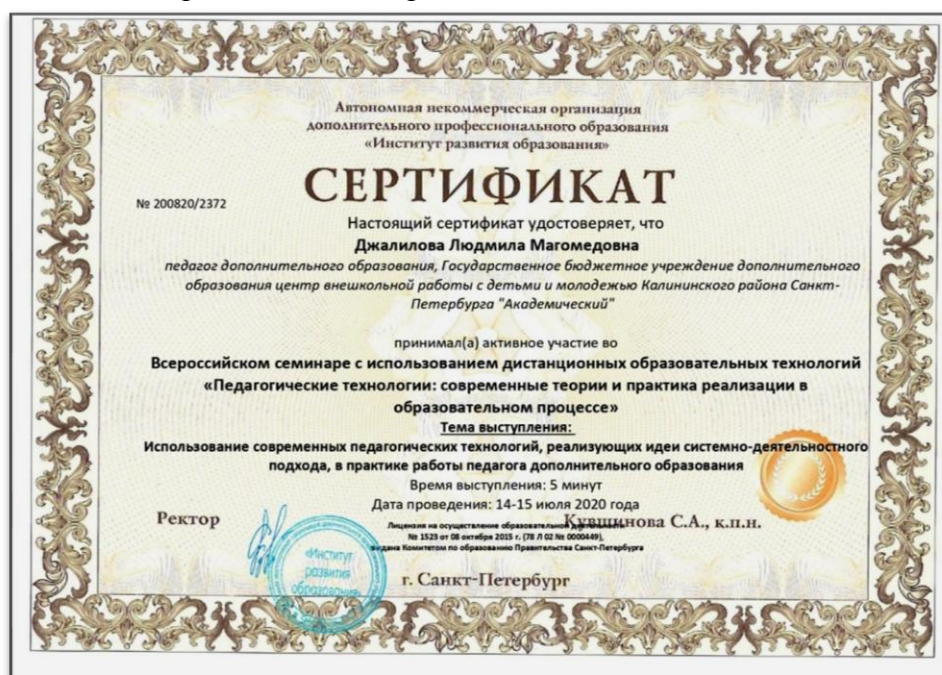 Автономная некоммерческая организация
дополнительного профессионального образования
«Институт развития образования»
СЕРТИФИКАТ
№ 200820/2372
Настоящий сертификат удостоверяет, что
Джалилова Людмила Магомедовна
педагог дополнительного образования, Государственное бюджетное учреждение дополнительного
образования центр внешкольной работы с детьми и молодежью Калининского района Санкт-
Петербурга "Академический"
принимал(а) активное участие во
Всероссийском семинаре с использованием дистанционных образовательных технологий
«Педагогические технологии: современные теории и практика реализации в
образовательном процессе»
Тема выступления:
Использование современных педагогических технологий, реализующих идеи системно-деятельностного
подхода, в практике работы педагога дополнительного образования
Время выступления: 5 минут
Дата проведения: 14-15 июля 2020 года
Ректор
Кувшинова С.А., к.п.н.
Лицензия на осуществление образовательной деятельности
№ 1523 от 08 октября 2015 г. (78 Л 02 № 0000449),
выдана Комитетом по образованию Правительства Санкт-Петербурга
«Институт
развития
образования»
г. Санкт-Петербург